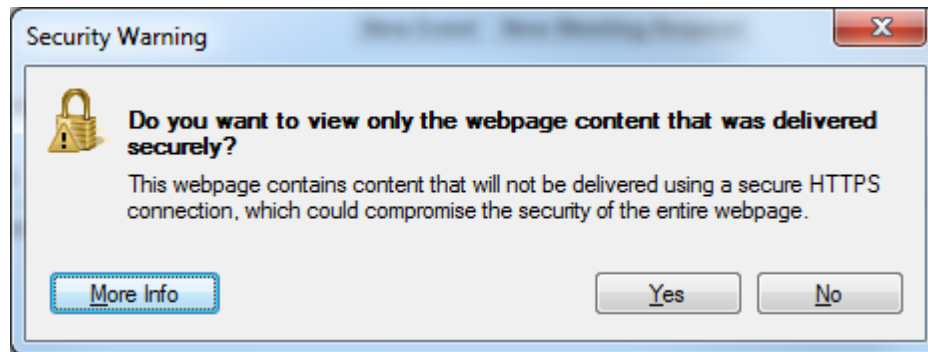 Security Warning
Do you want to view only the webpage content that was delivered
securely?
This webpage contains content that will not be delivered using a secure HTTPS
connection, which could compromise the security of the entire webpage.
More Info
Yes
No